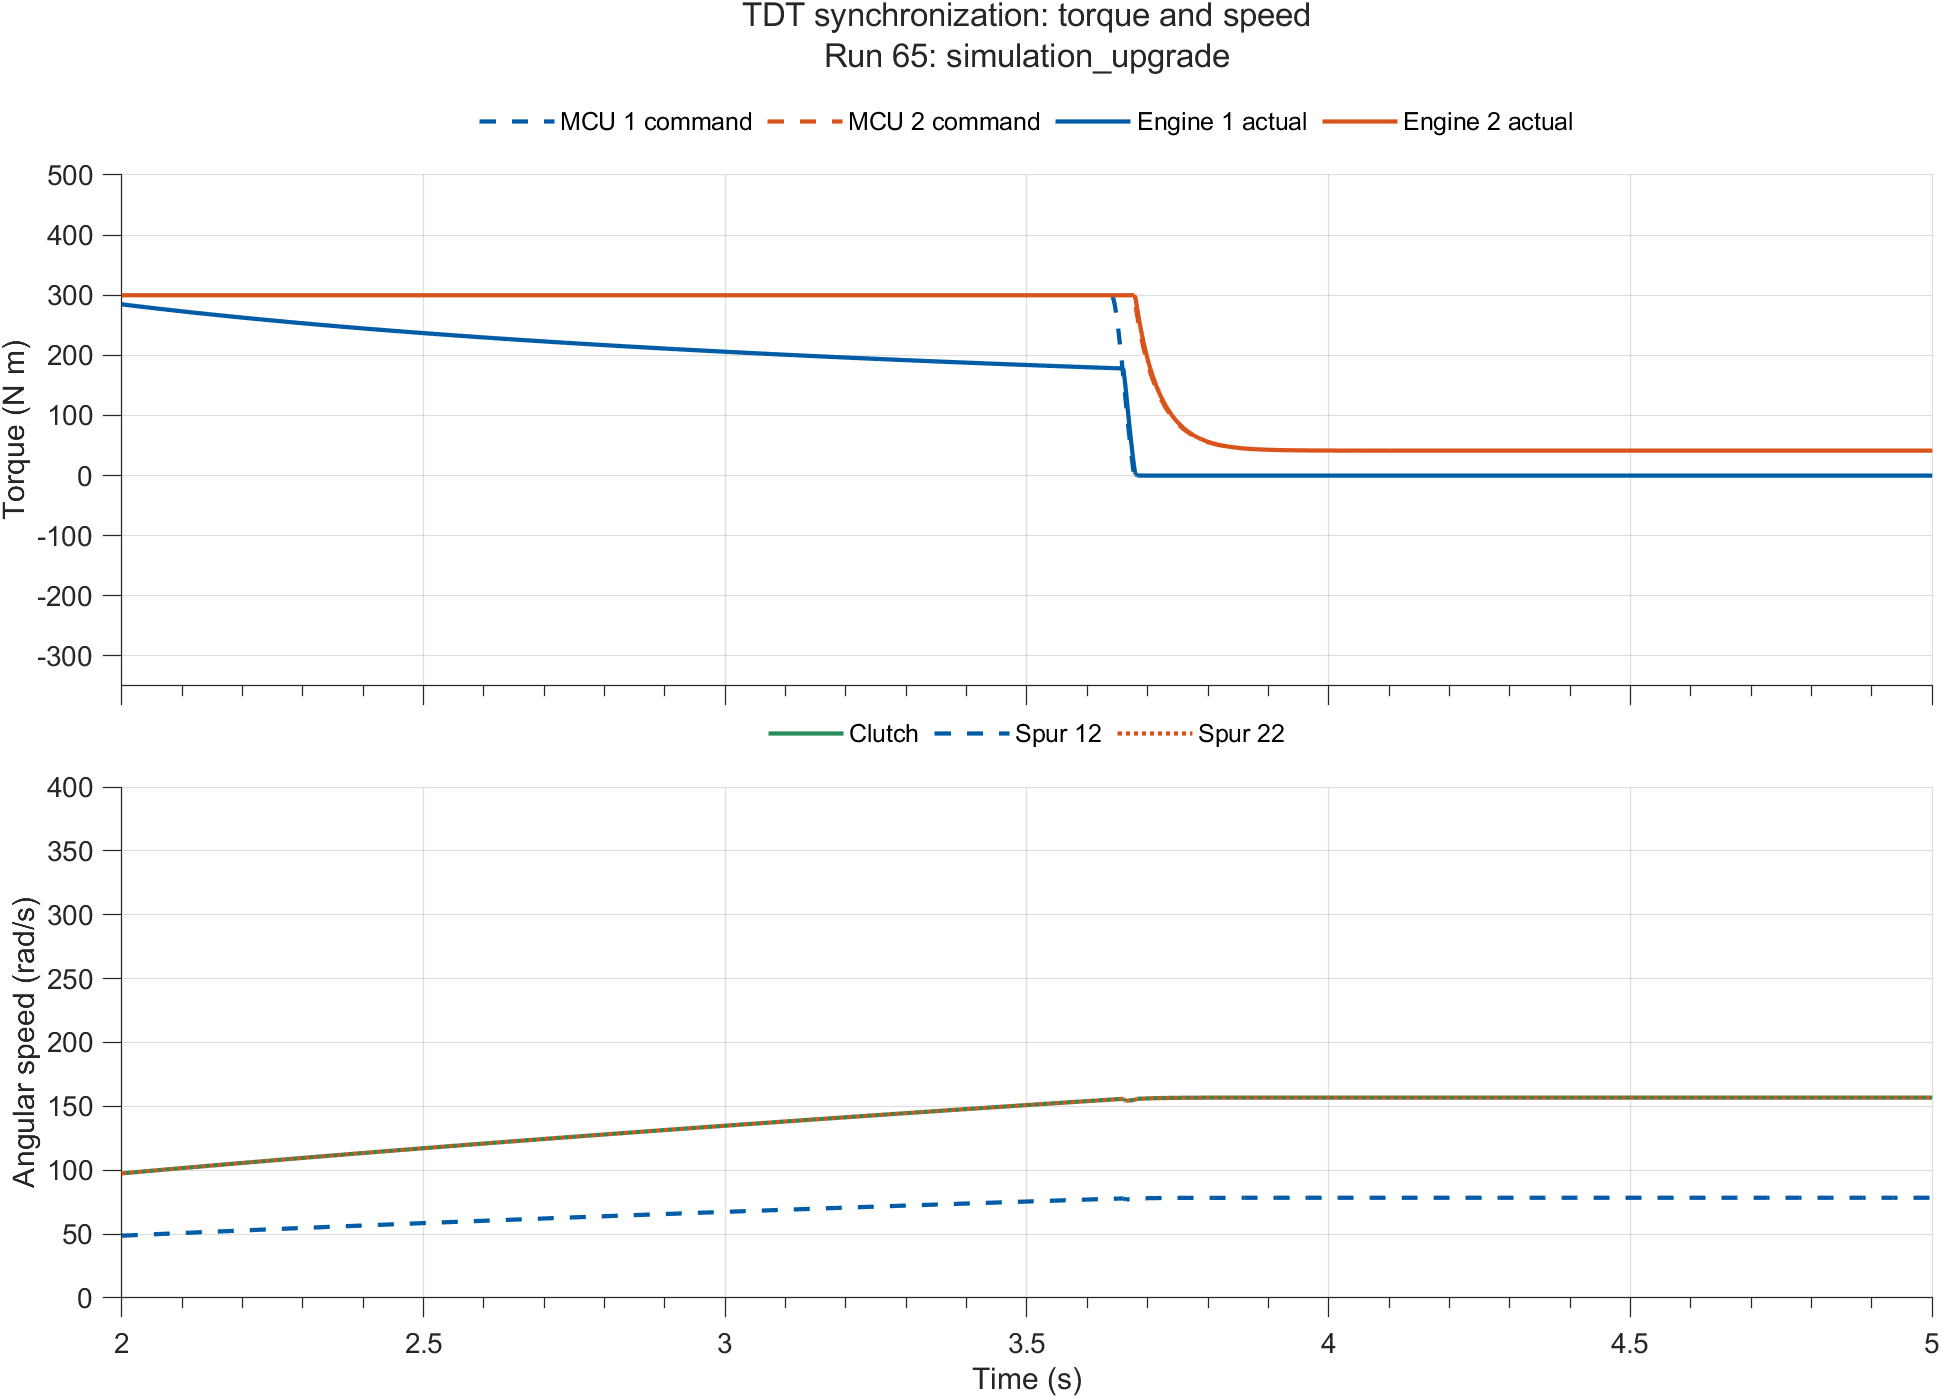 TDT synchronization: torque and speed
Run 65: simulation_upgrade
MCU 1 command MCU 2 command Engine 1 actual Engine 2 actual
Torque (N m)
500
400
300
200
100
0
-100
-200
-300
Clutch Spur 12 Spur 22
Angular speed (rad/s)
400
350
300
250
200
150
100
50
0
2 2.5 3 3.5 4 4.5 5
Time (s)